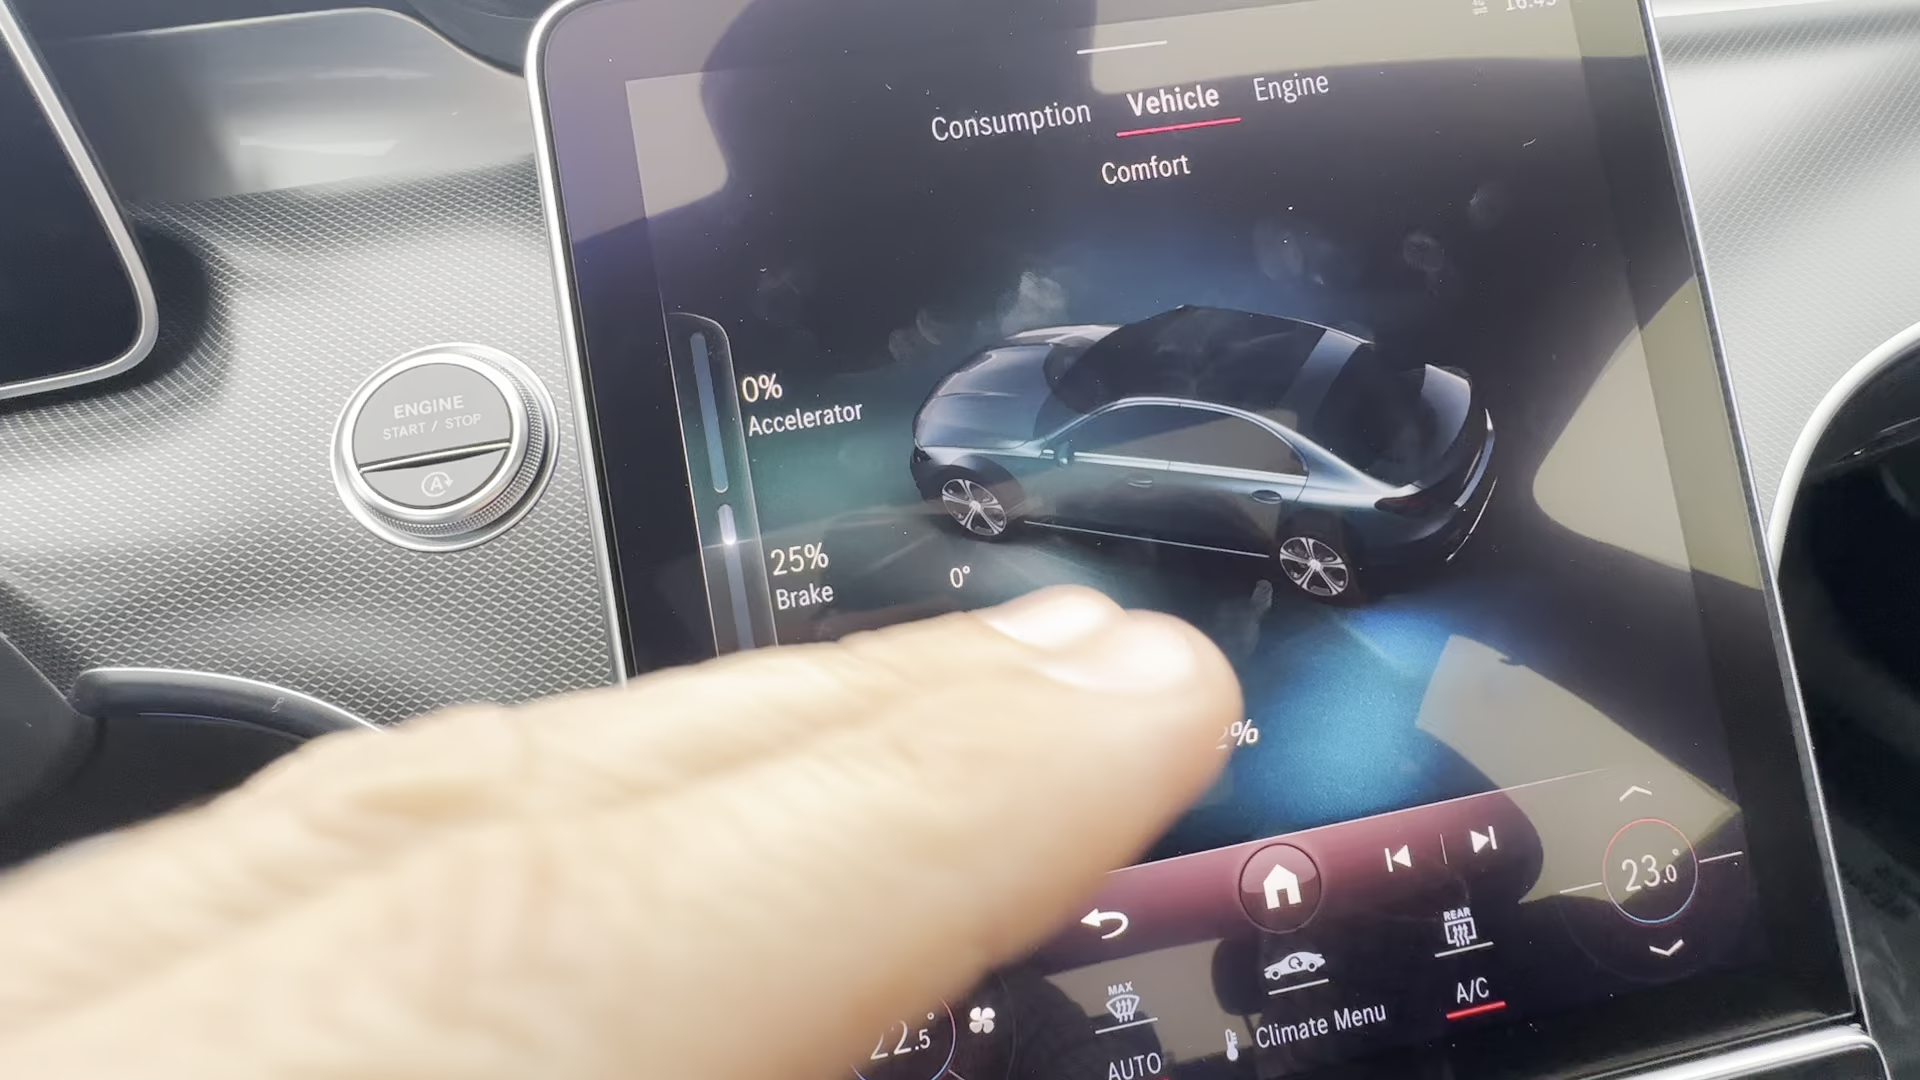 Consumption Vehicle Engine
Comfort
ENGINE
START / STOP
A
0%
Accelerator
25%
Brake
0°
%
23.0°
REAR
MAX
A/C
22.5°
Climate Menu
AUTO